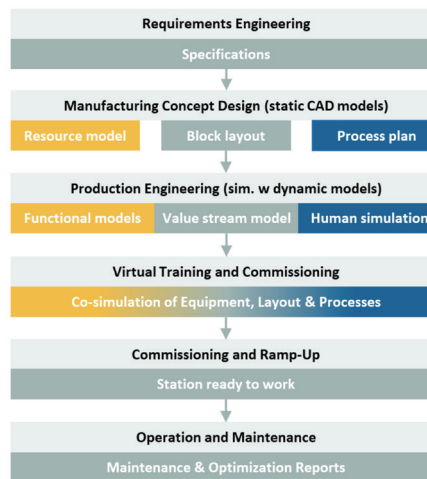 Requirements Engineering
Specifications
Manufacturing Concept Design (static CAD models)
Resource model Block layout Process plan
Production Engineering (sim. w dynamic models)
Functional models Value stream model Human simulation
Virtual Training and Commissioning
Co-simulation of Equipment, Layout & Processes
Commissioning and Ramp-Up
Station ready to work
Operation and Maintenance
Maintenance & Optimization Reports